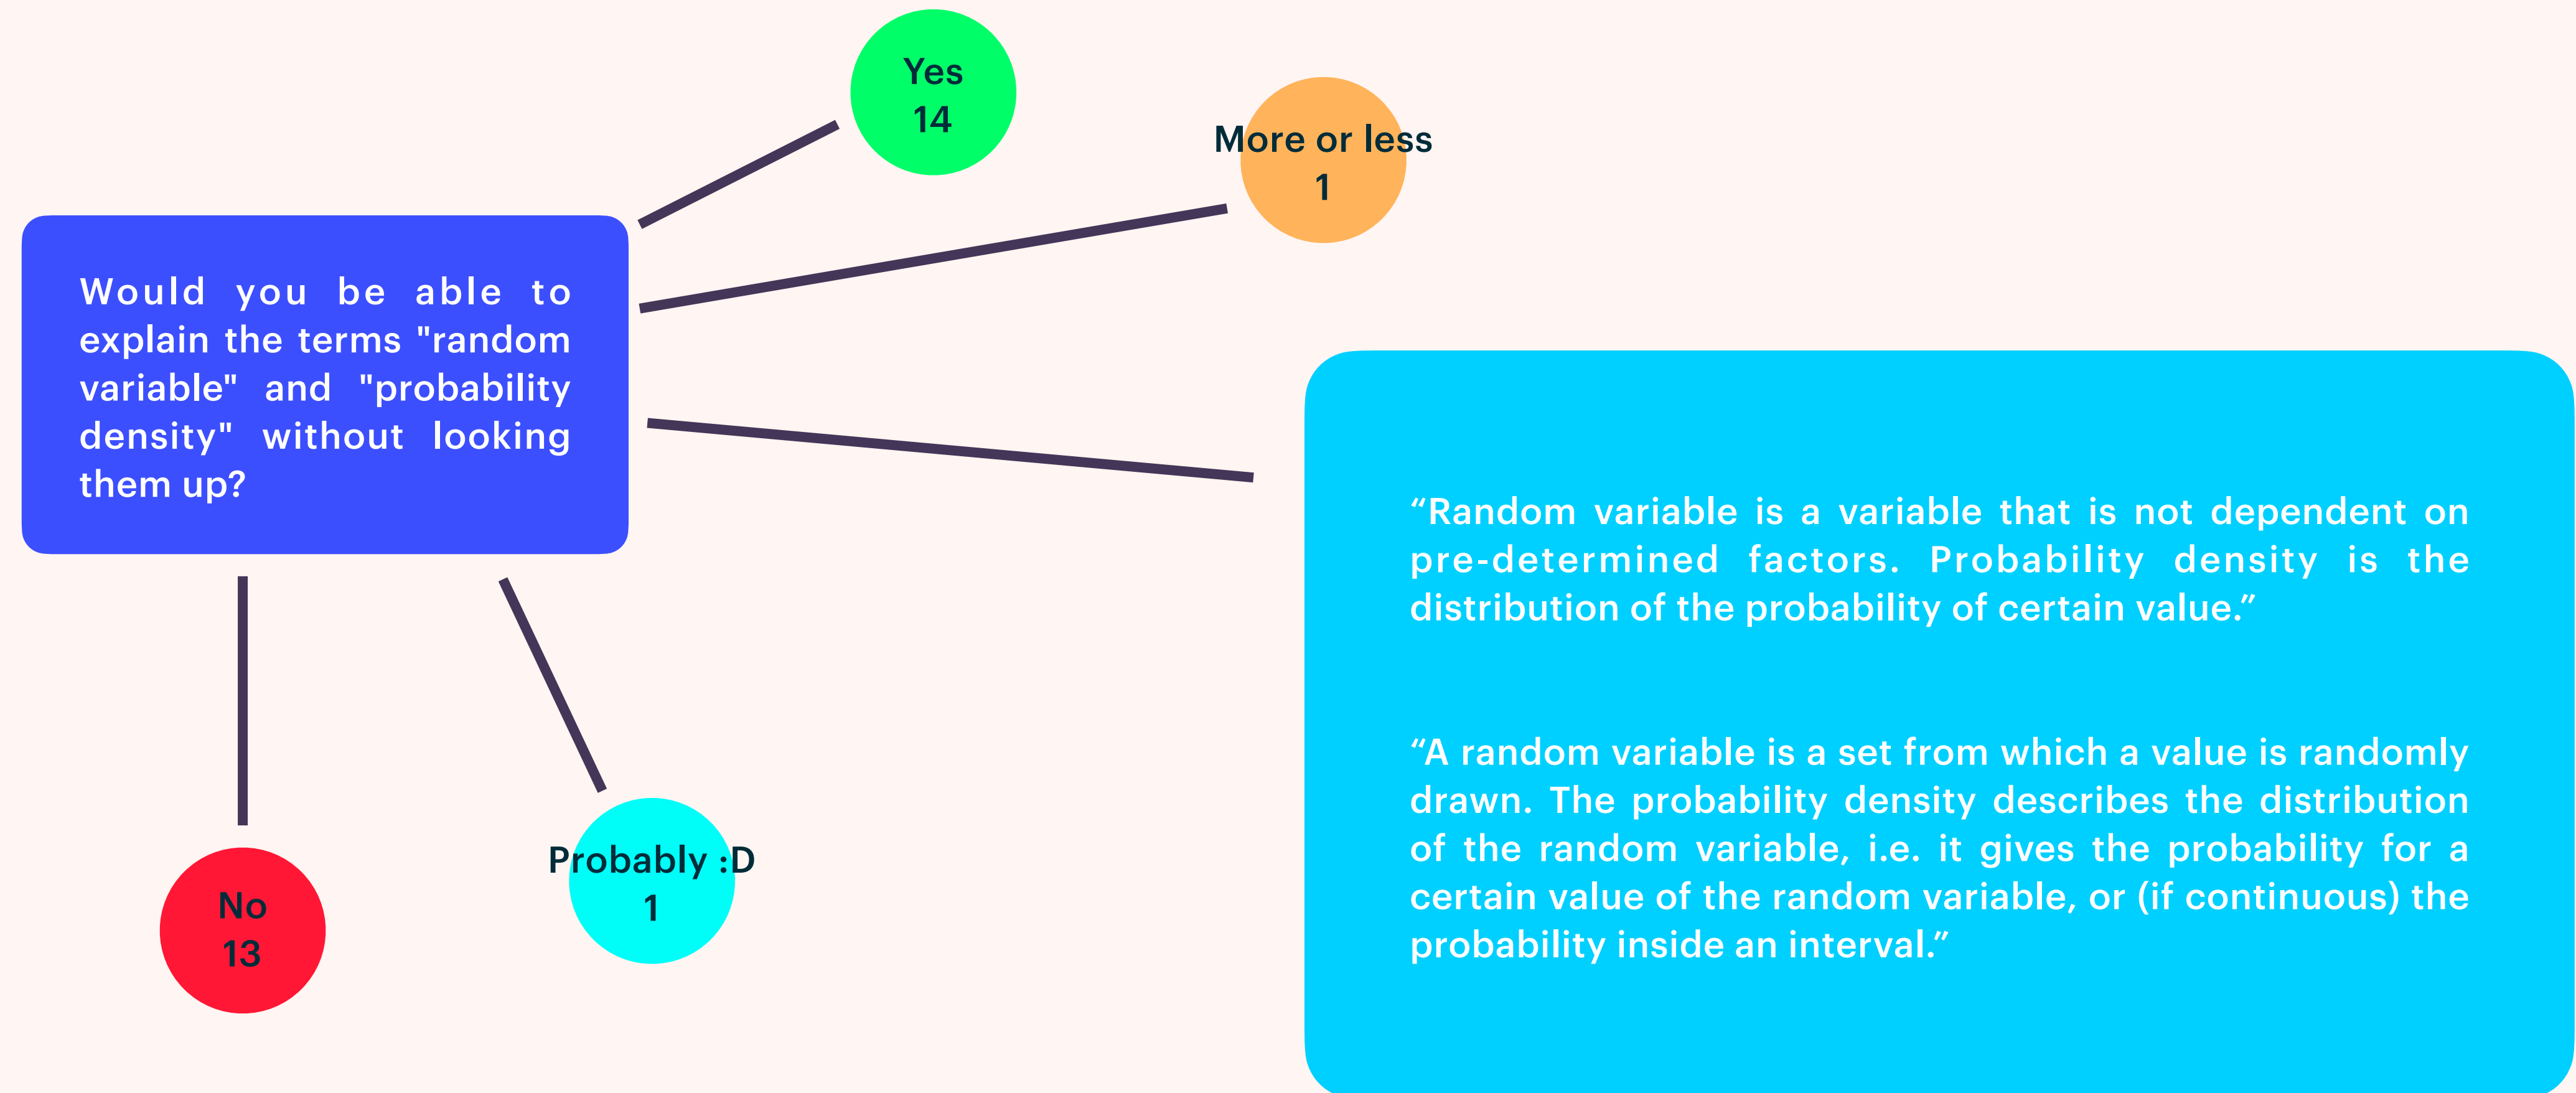 Yes
14
More or less
1
Would you be able to
explain the terms "random
variable" and "probability
density" without looking
them up?
“Random variable is a variable that is not dependent on
pre-determined factors. Probability density is the
distribution of the probability of certain value.”
“A random variable is a set from which a value is randomly
drawn. The probability density describes the distribution
of the random variable, i.e. it gives the probability for a
certain value of the random variable, or (if continuous) the
probability inside an interval.”
Probably :D
1
No
13